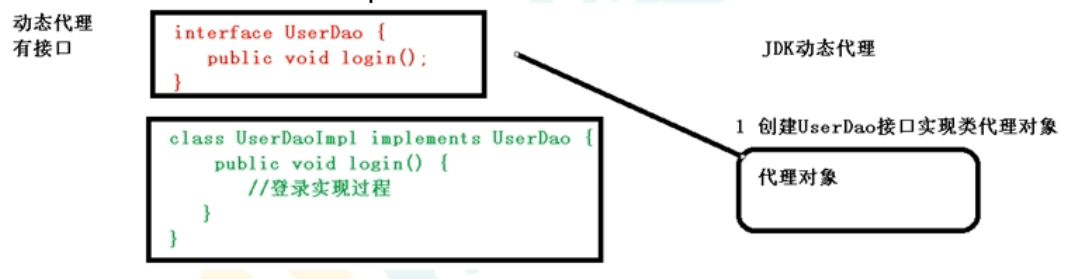 动态代理
有接口
interface UserDao {
public void login();
}
class UserDaoImpl implements UserDao {
public void login() {
//登录实现过程
}
}
JDK动态代理
1 创建UserDao接口实现类代理对象
代理对象